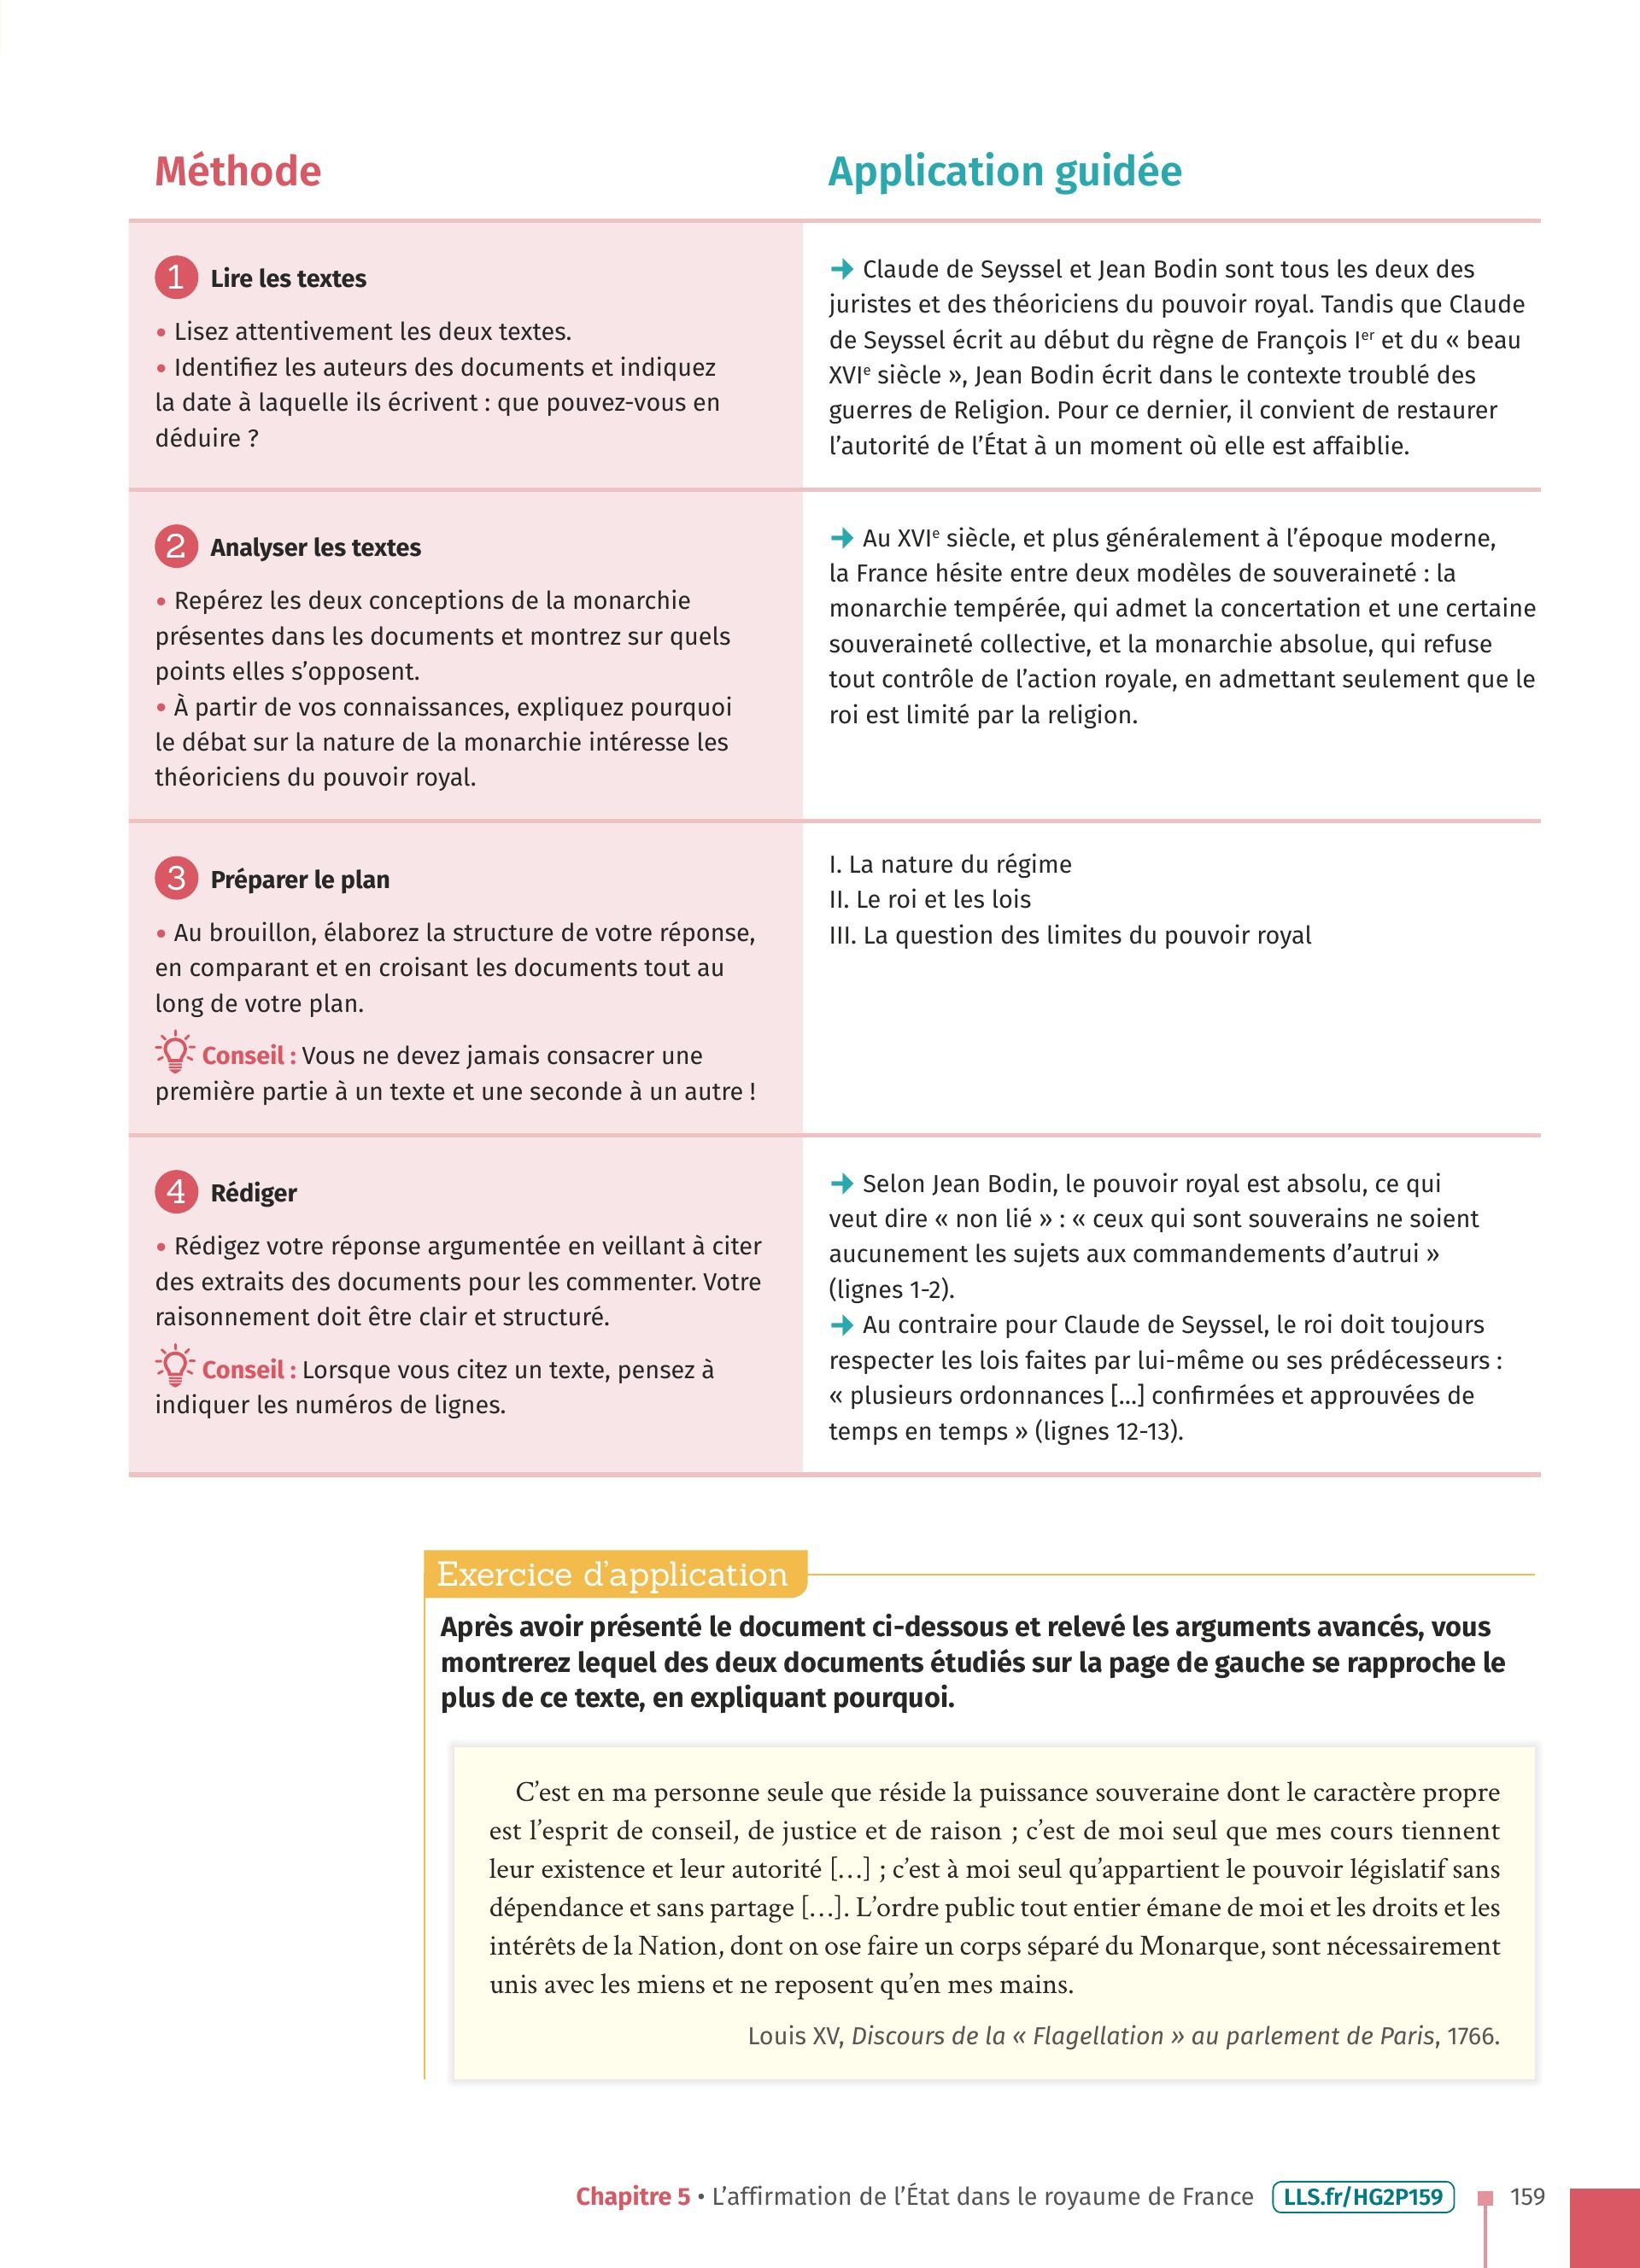 Méthode
Application guidée
1 Lire les textes
• Lisez attentivement les deux textes.
• Identifiez les auteurs des documents et indiquez
la date à laquelle ils écrivent : que pouvez-vous en
déduire ?
➔ Claude de Seyssel et Jean Bodin sont tous les deux des
juristes et des théoriciens du pouvoir royal. Tandis que Claude
de Seyssel écrit au début du règne de François Ier et du « beau
XVIe siècle », Jean Bodin écrit dans le contexte troublé des
guerres de Religion. Pour ce dernier, il convient de restaurer
l’autorité de l’État à un moment où elle est affaiblie.
2 Analyser les textes
• Repérez les deux conceptions de la monarchie
présentes dans les documents et montrez sur quels
points elles s’opposent.
• À partir de vos connaissances, expliquez pourquoi
le débat sur la nature de la monarchie intéresse les
théoriciens du pouvoir royal.
➔ Au XVIe siècle, et plus généralement à l’époque moderne,
la France hésite entre deux modèles de souveraineté : la
monarchie tempérée, qui admet la concertation et une certaine
souveraineté collective, et la monarchie absolue, qui refuse
tout contrôle de l’action royale, en admettant seulement que le
roi est limité par la religion.
3 Préparer le plan
• Au brouillon, élaborez la structure de votre réponse,
en comparant et en croisant les documents tout au
long de votre plan.
Conseil : Vous ne devez jamais consacrer une
première partie à un texte et une seconde à un autre !
I. La nature du régime
II. Le roi et les lois
III. La question des limites du pouvoir royal
4 Rédiger
• Rédigez votre réponse argumentée en veillant à citer
des extraits des documents pour les commenter. Votre
raisonnement doit être clair et structuré.
Conseil : Lorsque vous citez un texte, pensez à
indiquer les numéros de lignes.
➔ Selon Jean Bodin, le pouvoir royal est absolu, ce qui
veut dire « non lié » : « ceux qui sont souverains ne soient
aucunement les sujets aux commandements d’autrui »
(lignes 1-2).
➔ Au contraire pour Claude de Seyssel, le roi doit toujours
respecter les lois faites par lui-même ou ses prédécesseurs :
« plusieurs ordonnances [...] confirmées et approuvées de
temps en temps » (lignes 12-13).
Exercice d’application
Après avoir présenté le document ci-dessous et relevé les arguments avancés, vous
montrerez lequel des deux documents étudiés sur la page de gauche se rapproche le
plus de ce texte, en expliquant pourquoi.
C’est en ma personne seule que réside la puissance souveraine dont le caractère propre
est l’esprit de conseil, de justice et de raison ; c’est de moi seul que mes cours tiennent
leur existence et leur autorité […] ; c’est à moi seul qu’appartient le pouvoir législatif sans
dépendance et sans partage […]. L’ordre public tout entier émane de moi et les droits et les
intérêts de la Nation, dont on ose faire un corps séparé du Monarque, sont nécessairement
unis avec les miens et ne reposent qu’en mes mains.
Louis XV, Discours de la « Flagellation » au parlement de Paris, 1766.
Chapitre 5 • L’affirmation de l’État dans le royaume de France LLS.fr/HG2P159 159